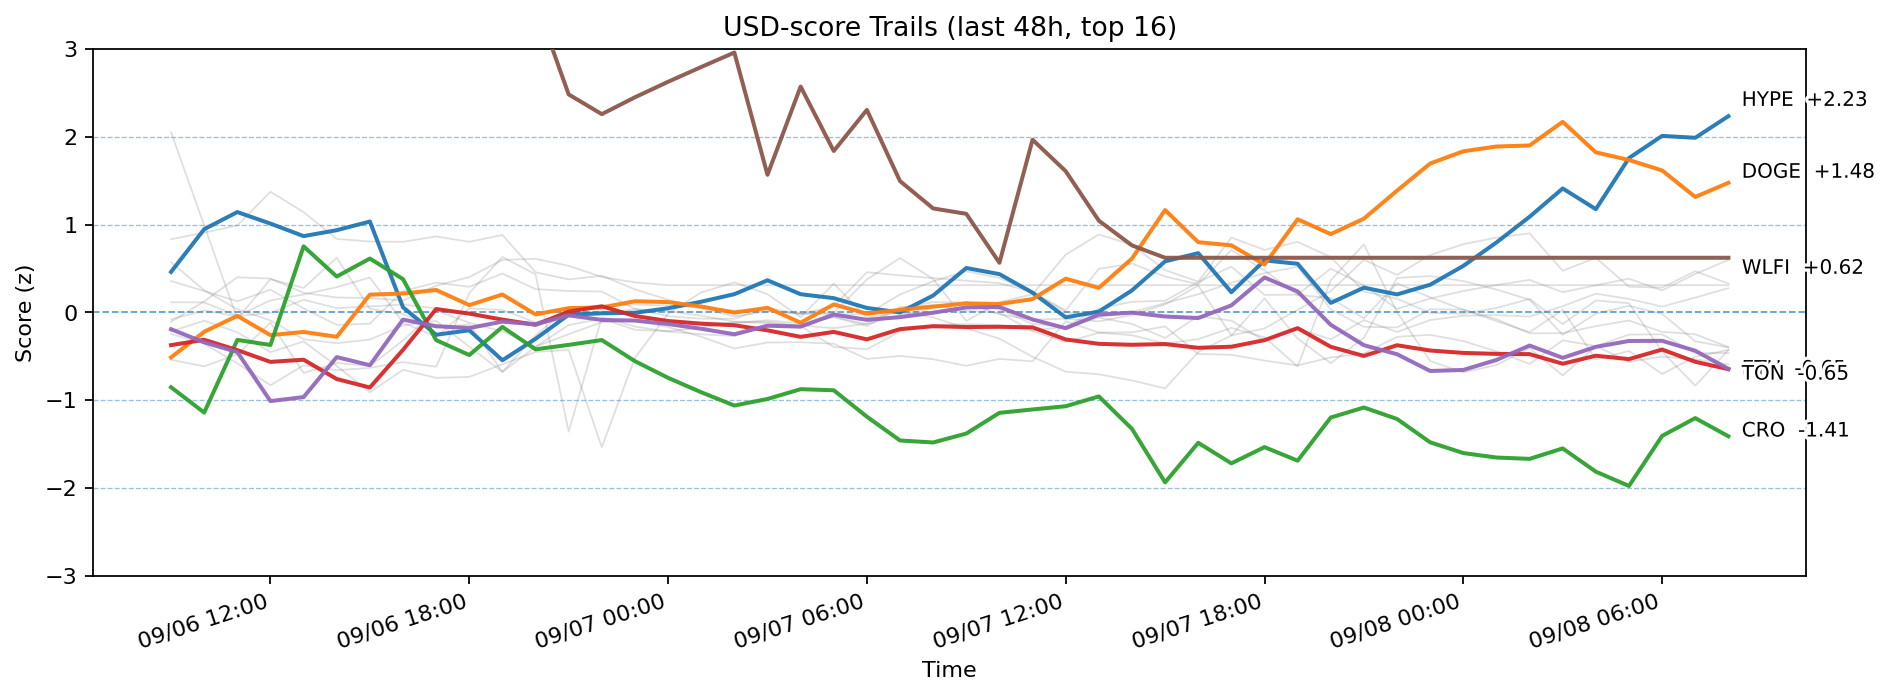 USD-score Trails (last 48h, top 16)
Score (z)
3
2
1
0
−1
−2
−3
HYPE +2.23
DOGE +1.48
WLFI +0.62
TON -0.65
CRO -1.41
09/06 12:00
09/06 18:00
09/07 00:00
09/07 06:00
09/07 12:00
09/07 18:00
09/08 00:00
09/08 06:00
Time